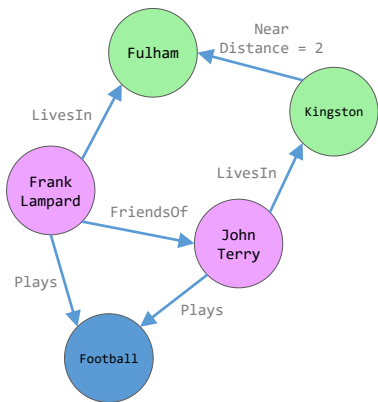 Near
Distance = 2
Fulham
Kingston
LivesIn
LivesIn
Frank
Lampard
FriendsOf
John
Terry
Plays
Plays
Football